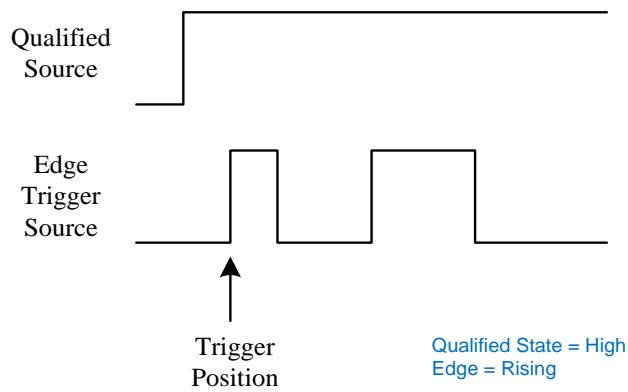 Qualified
Source
Edge
Trigger
Source
Trigger
Position
Qualified State = High
Edge = Rising